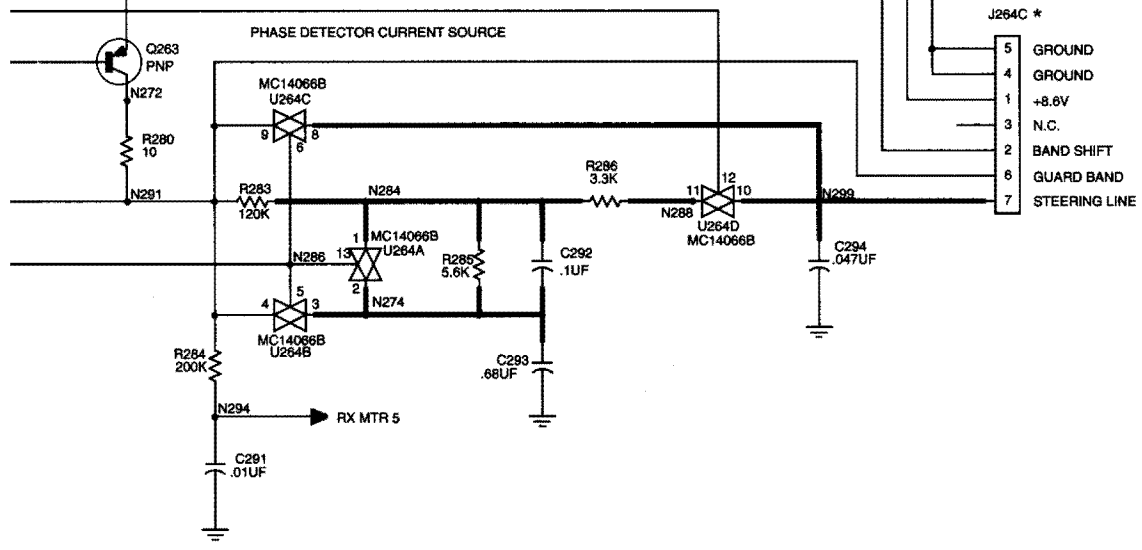 J264C *
PHASE DETECTOR CURRENT SOURCE
Q263
PNP
N272
R280
10
N291
MC14066B
U264C
9
8
6
5
GROUND
4
GROUND
1
+8.6V
3
N.C.
2
BAND SHIFT
6
GUARD BAND
7
STEERING LINE
R283
120K
N284
R286
3.3K
N288
11
12
10
U264D
MC14066B
N299
N286
1
13
MC14066B
U264A
2
N274
R285
5.6K
C292
.1UF
C294
.047UF
4
5
3
MC14066B
U264B
R284
200K
C293
.68UF
N294
RX MTR 5
C291
.01UF